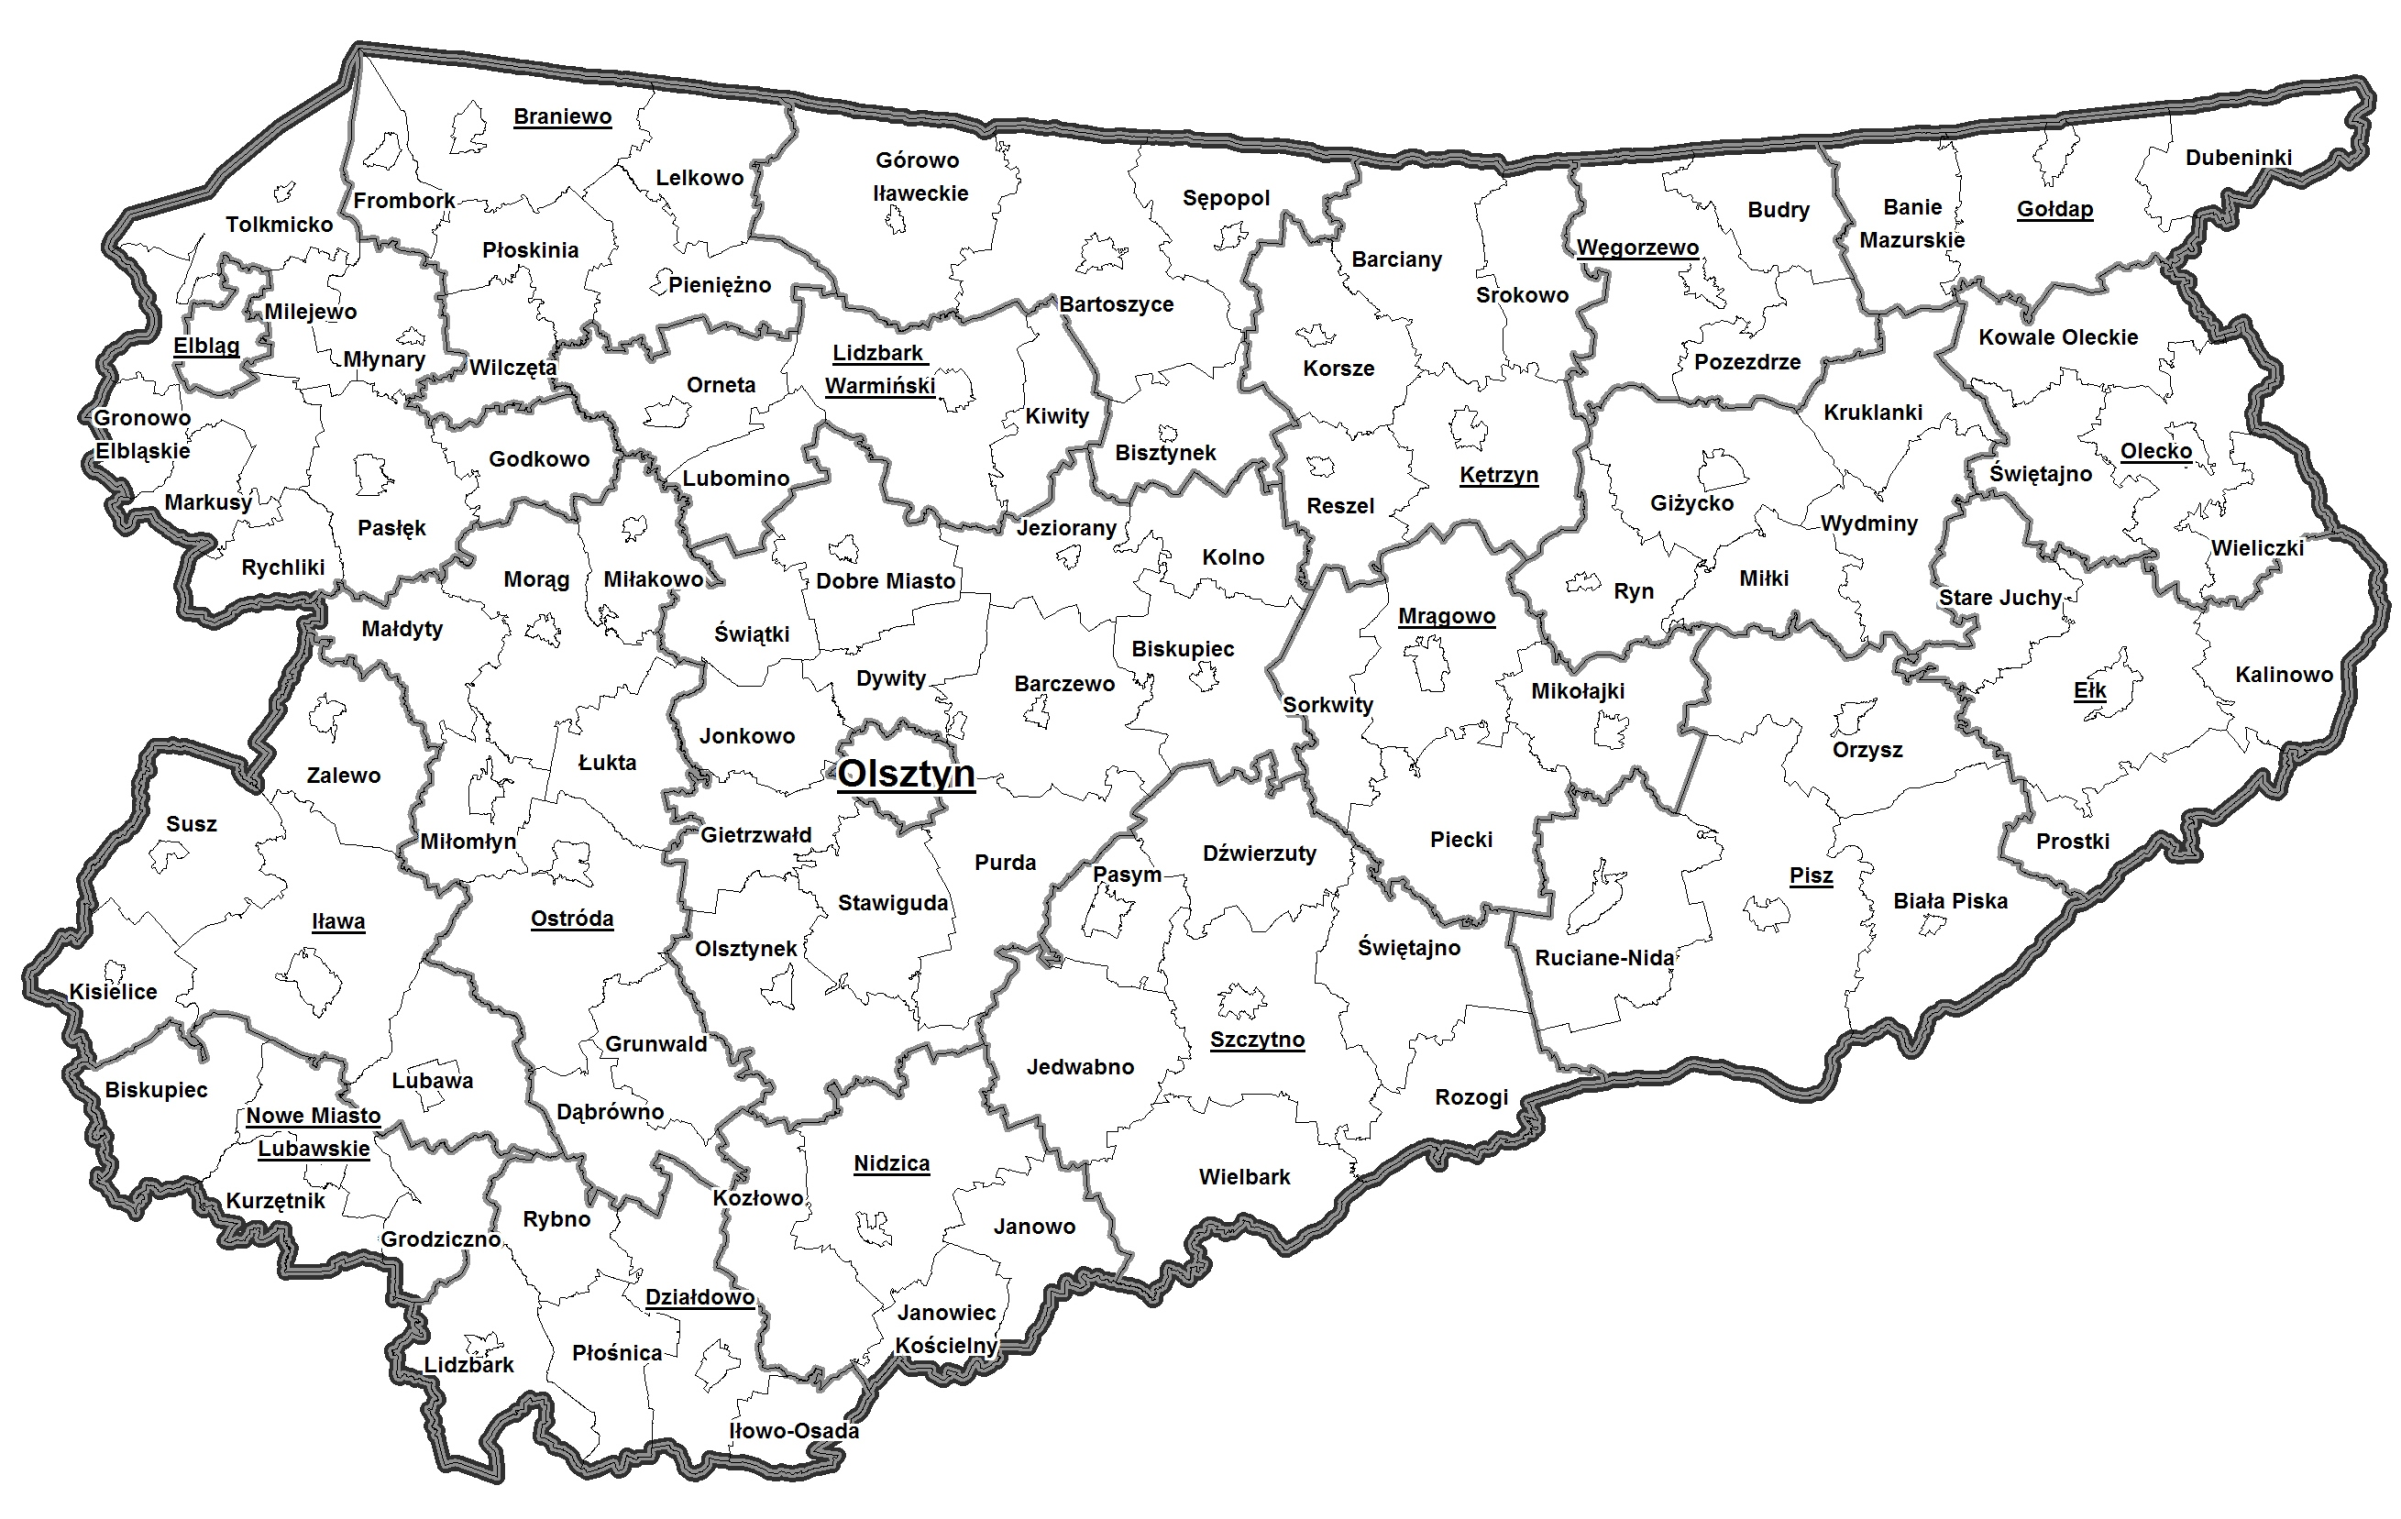 Braniewo
Dubeninki
Górowo
Iławeckie
Lelkowo
Sępopol
Frombork
Budry
Banie
Mazurskie
Gołdap
Tolkmicko
Płoskinia
Węgorzewo
Barciany
Pieniężno
Srokowo
Bartoszyce
Milejewo
Elbląg
Młynary
Wilczęta
Kowale Oleckie
Lidzbark
Warmiński
Orneta
Korsze
Pozezdrze
Gronowo
Elbląskie
Kiwity
Kruklanki
Godkowo
Bisztynek
Olecko
Lubomino
Kętrzyn
Świętajno
Markusy
Reszel
Giżycko
Pasłęk
Jeziorany
Wydminy
Rychliki
Kolno
Wieliczki
Morąg
Miłakowo
Dobre Miasto
Miłki
Ryn
Stare Juchy
Małdyty
Świątki
Mrągowo
Biskupiec
Dywity
Barczewo
Mikołajki
Ełk
Kalinowo
Sorkwity
Jonkowo
Orzysz
Łukta
Zalewo
Olsztyn
Susz
Miłomłyn
Gietrzwałd
Piecki
Prostki
Dźwierzuty
Purda
Pasym
Pisz
Stawiguda
Biała Piska
Iława
Ostróda
Olsztynek
Świętajno
Ruciane-Nida
Kisielice
Grunwald
Szczytno
Jedwabno
Lubawa
Biskupiec
Rozogi
Dąbrówno
Nowe Miasto
Lubawskie
Nidzica
Wielbark
Kurzętnik
Kozłowo
Rybno
Janowo
Grodziczno
Działdowo
Janowiec
Kościelny
Płośnica
Lidzbark
Iłowo-Osada